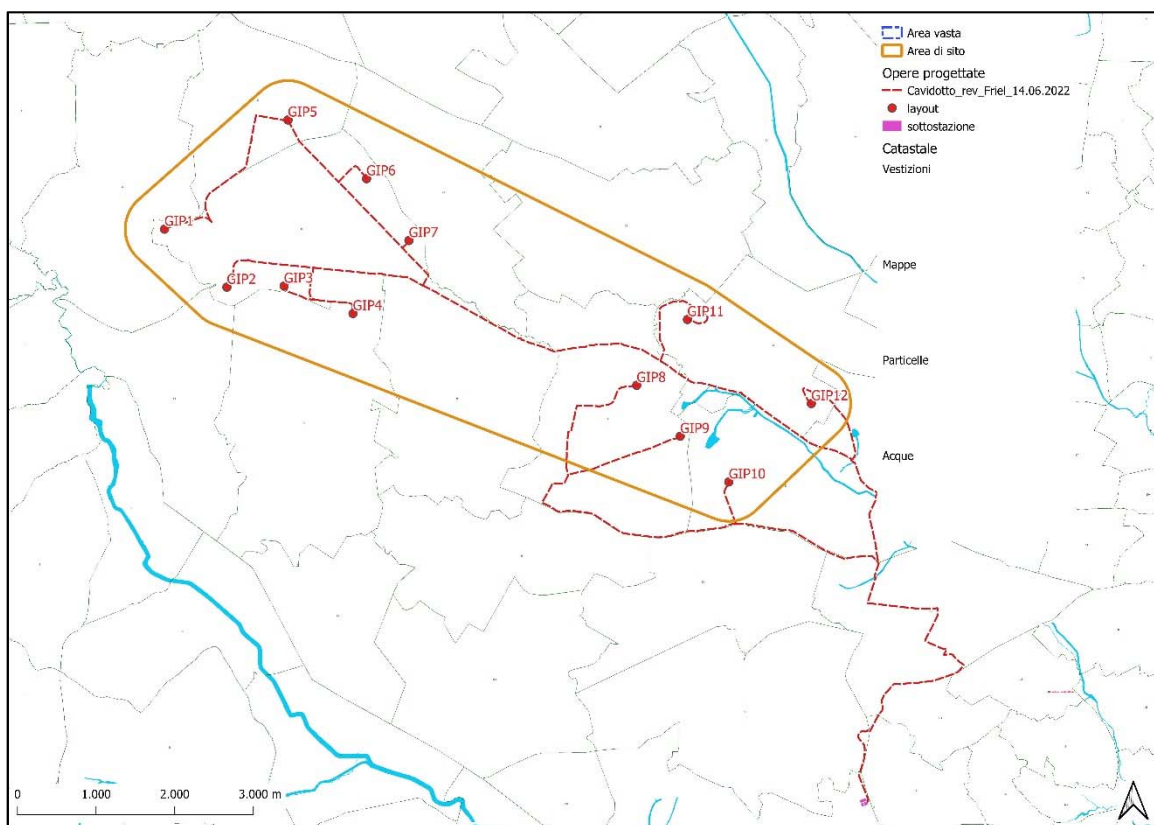 Area vasta
Area di sito
Opere progettate
Cavidotto_rev_Friel_14.06.2022
layout
sottostazione
Catastale
Vestizioni
Mappe
Particelle
Acque
GIP5
GIP6
GIP1
GIP7
GIP2
GIP3
GIP4
GIP11
GIP8
GIP12
GIP9
GIP10
0 1.000 2.000 3.000 m